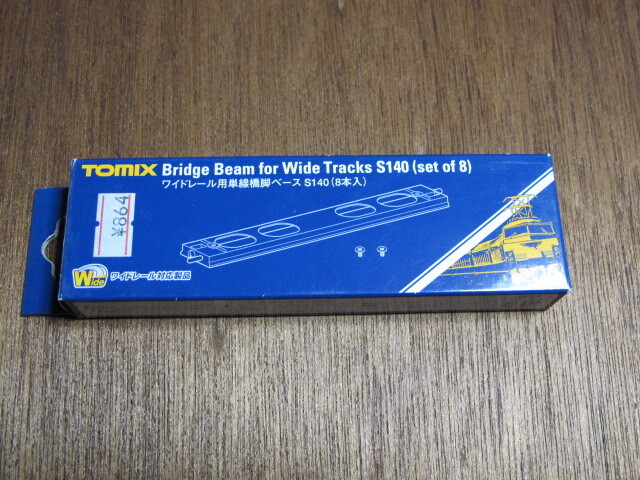 TOMIX Bridge Beam for Wide Tracks S140 (set of 8)
ワイドレール用単線橋脚ベース S140 (8本入)
¥864
Wide ワイドレール対応製品